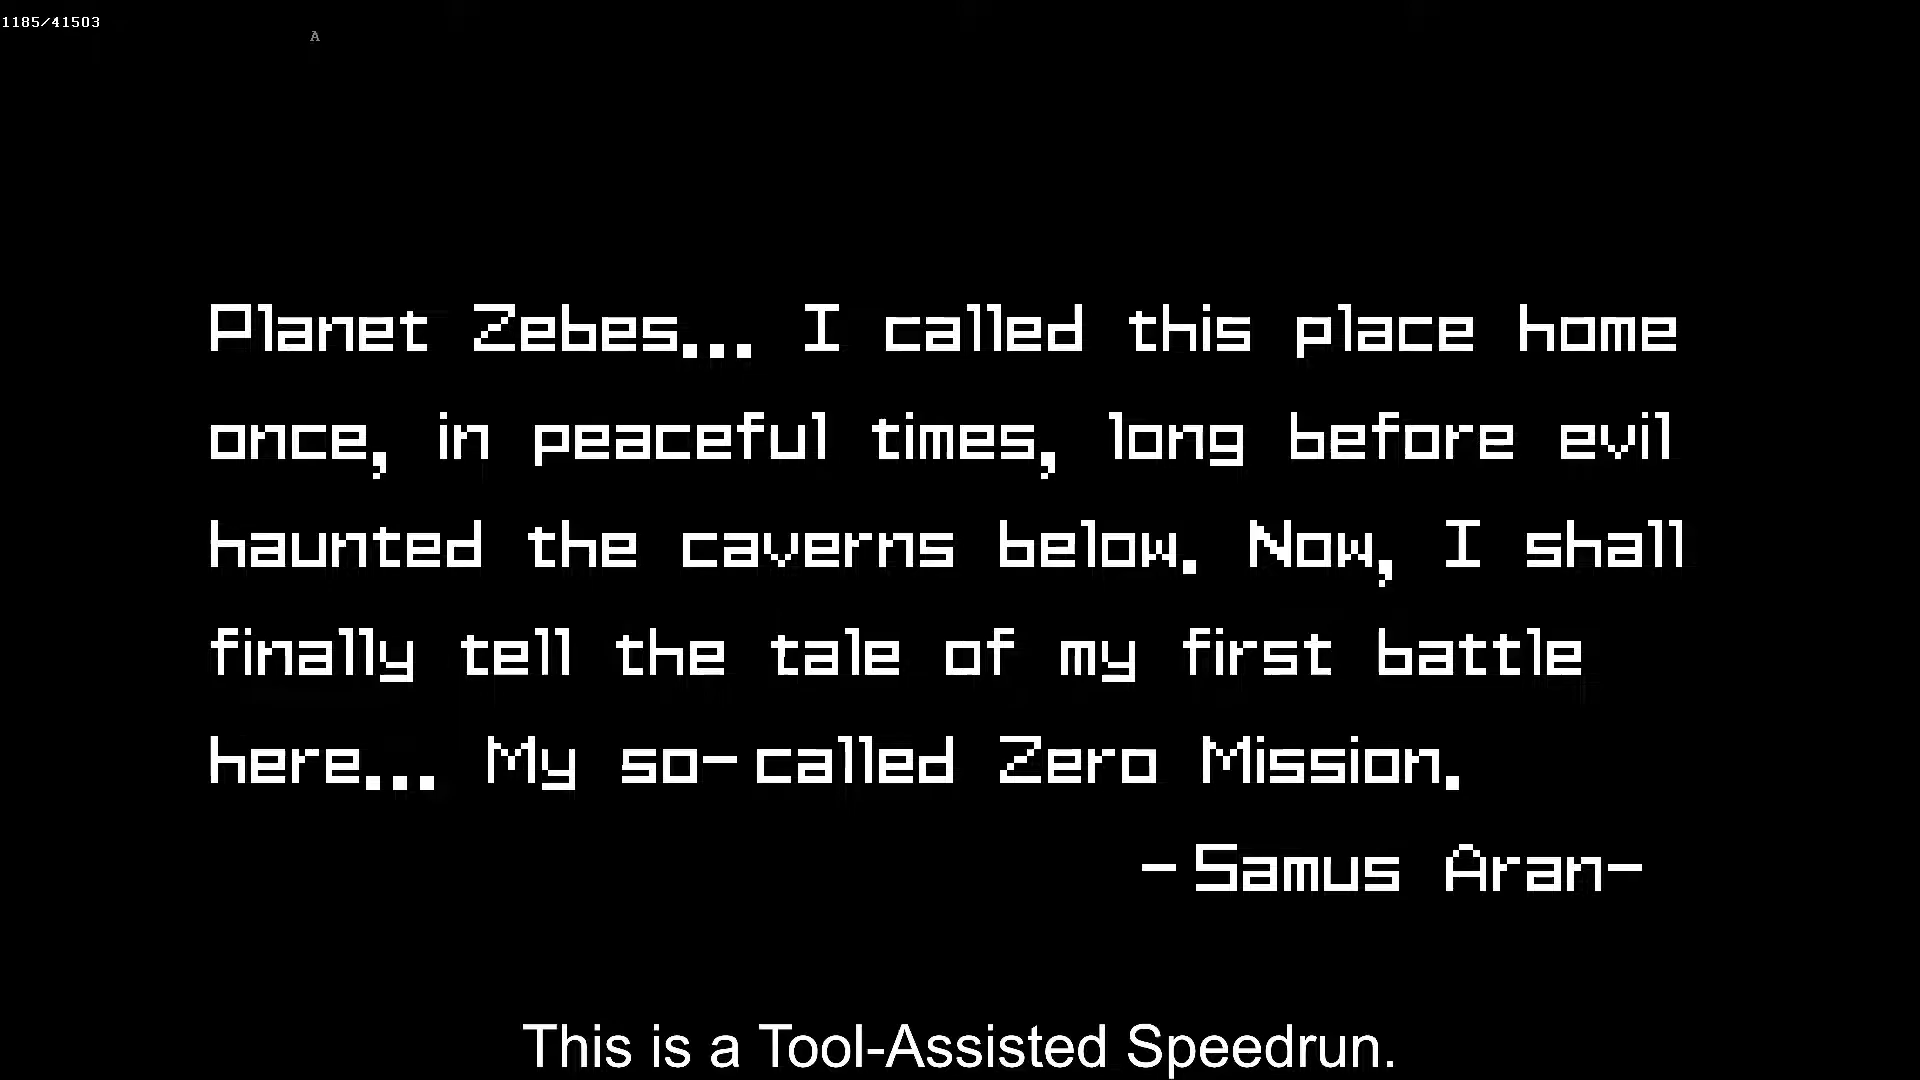 1185/41503
A
Planet Zebes... I called this place home
once, in peaceful times, long before evil
haunted the caverns below. Now, I shall
finally tell the tale of my first battle
here... My so-called Zero Mission.
-Samus Aran-
This is a Tool-Assisted Speedrun.